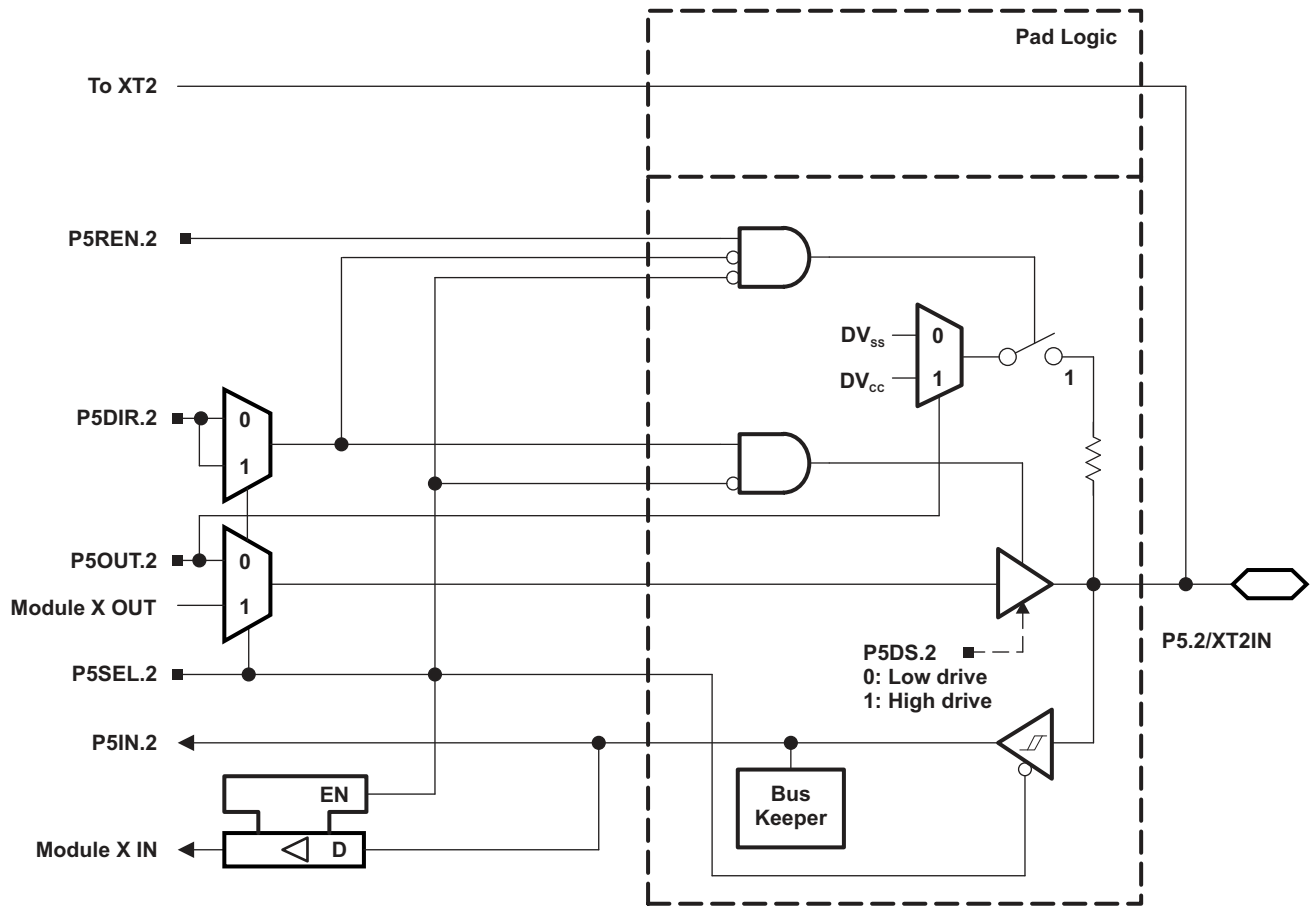 Pad Logic
To XT2
P5REN.2
DVSS
0
DVCC
1
1
P5DIR.2
0
1
P5OUT.2
0
Module X OUT
1
P5.2/XT2IN
P5DS.2
0: Low drive
1: High drive
P5SEL.2
P5IN.2
EN
Bus
Keeper
Module X IN
D